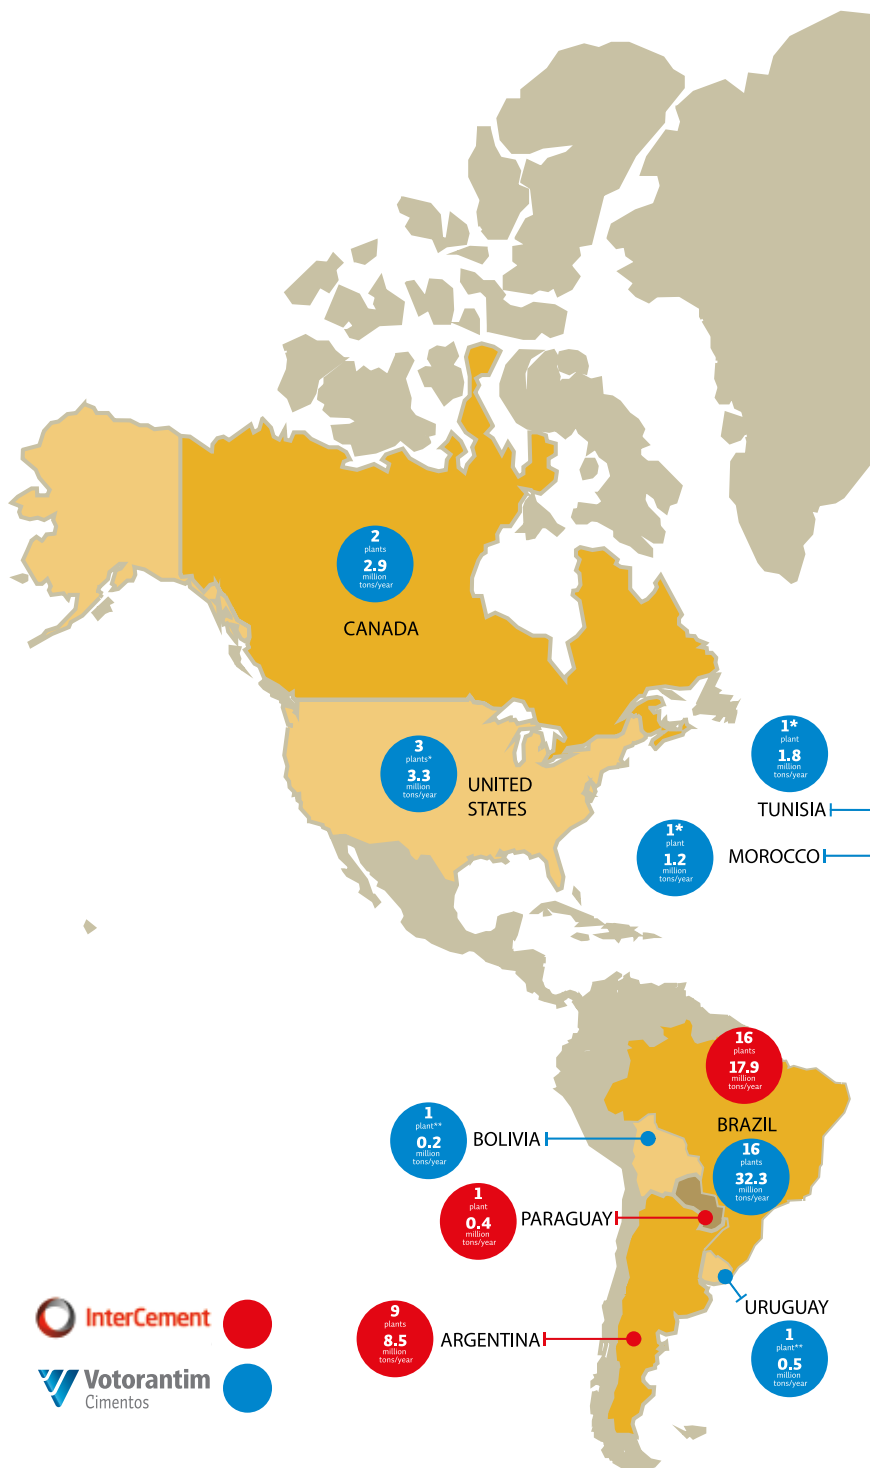 2
plants
2.9
million
tons/year
CANADA
3
plants*
3.3
million
tons/year
UNITED
STATES
1*
plant
1.8
million
tons/year
TUNISIA
1*
plant
1.2
million
tons/year
MOROCCO
16
plants
17.9
million
tons/year
BRAZIL
16
plants
32.3
million
tons/year
1
plant**
0.2
million
tons/year
BOLIVIA
1
plant
0.4
million
tons/year
PARAGUAY
URUGUAY
1
plant**
0.5
million
tons/year
9
plants
8.5
million
tons/year
ARGENTINA
InterCement
Votorantim
Cimentos